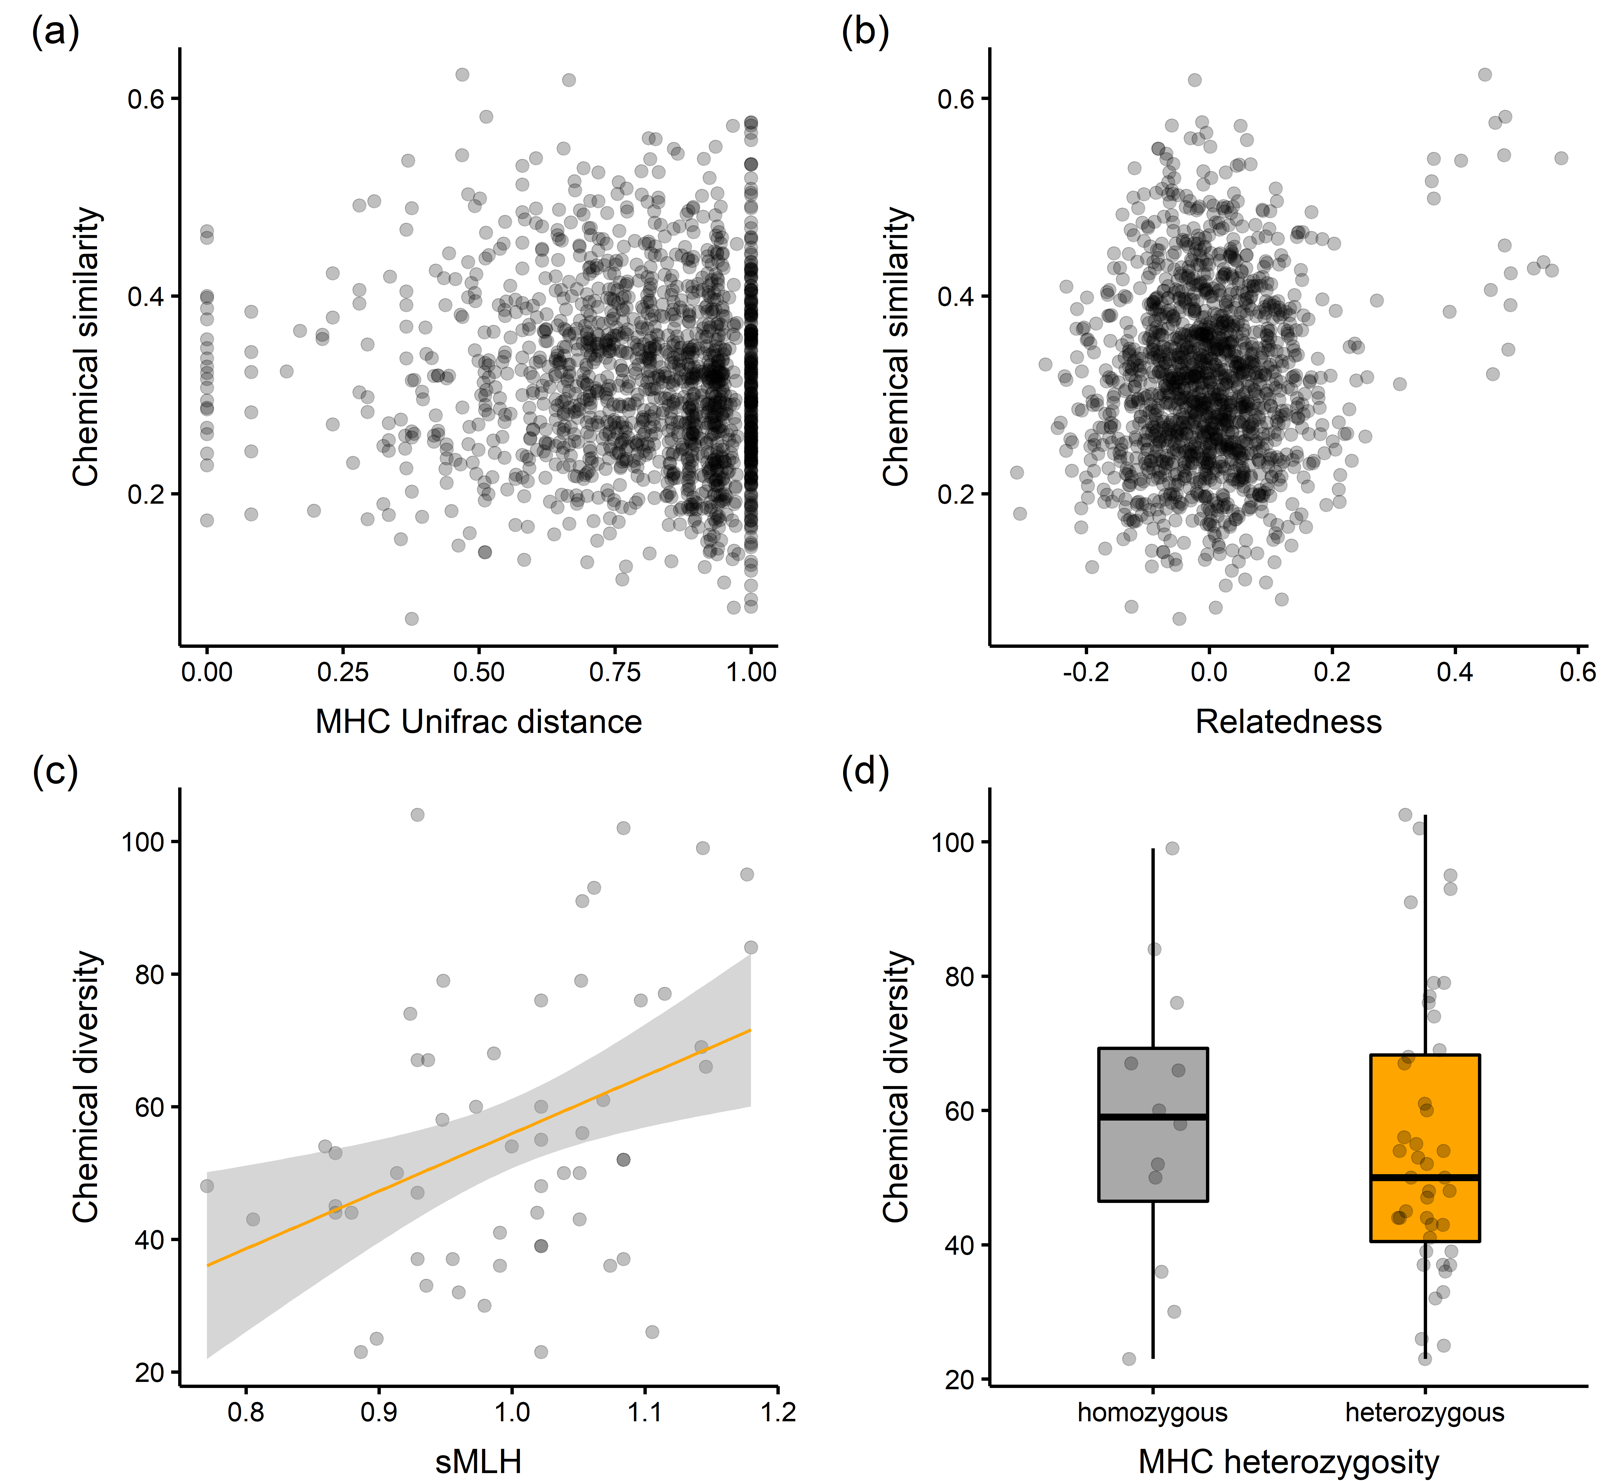 (a)
Chemical similarity
0.6
0.4
0.2
0.00 0.25 0.50 0.75 1.00
MHC Unifrac distance
(b)
Chemical similarity
0.6
0.4
0.2
-0.2 0.0 0.2 0.4 0.6
Relatedness
(c)
Chemical diversity
100
80
60
40
20
0.8 0.9 1.0 1.1 1.2
sMLH
(d)
Chemical diversity
100
80
60
40
20
homozygous heterozygous
MHC heterozygosity